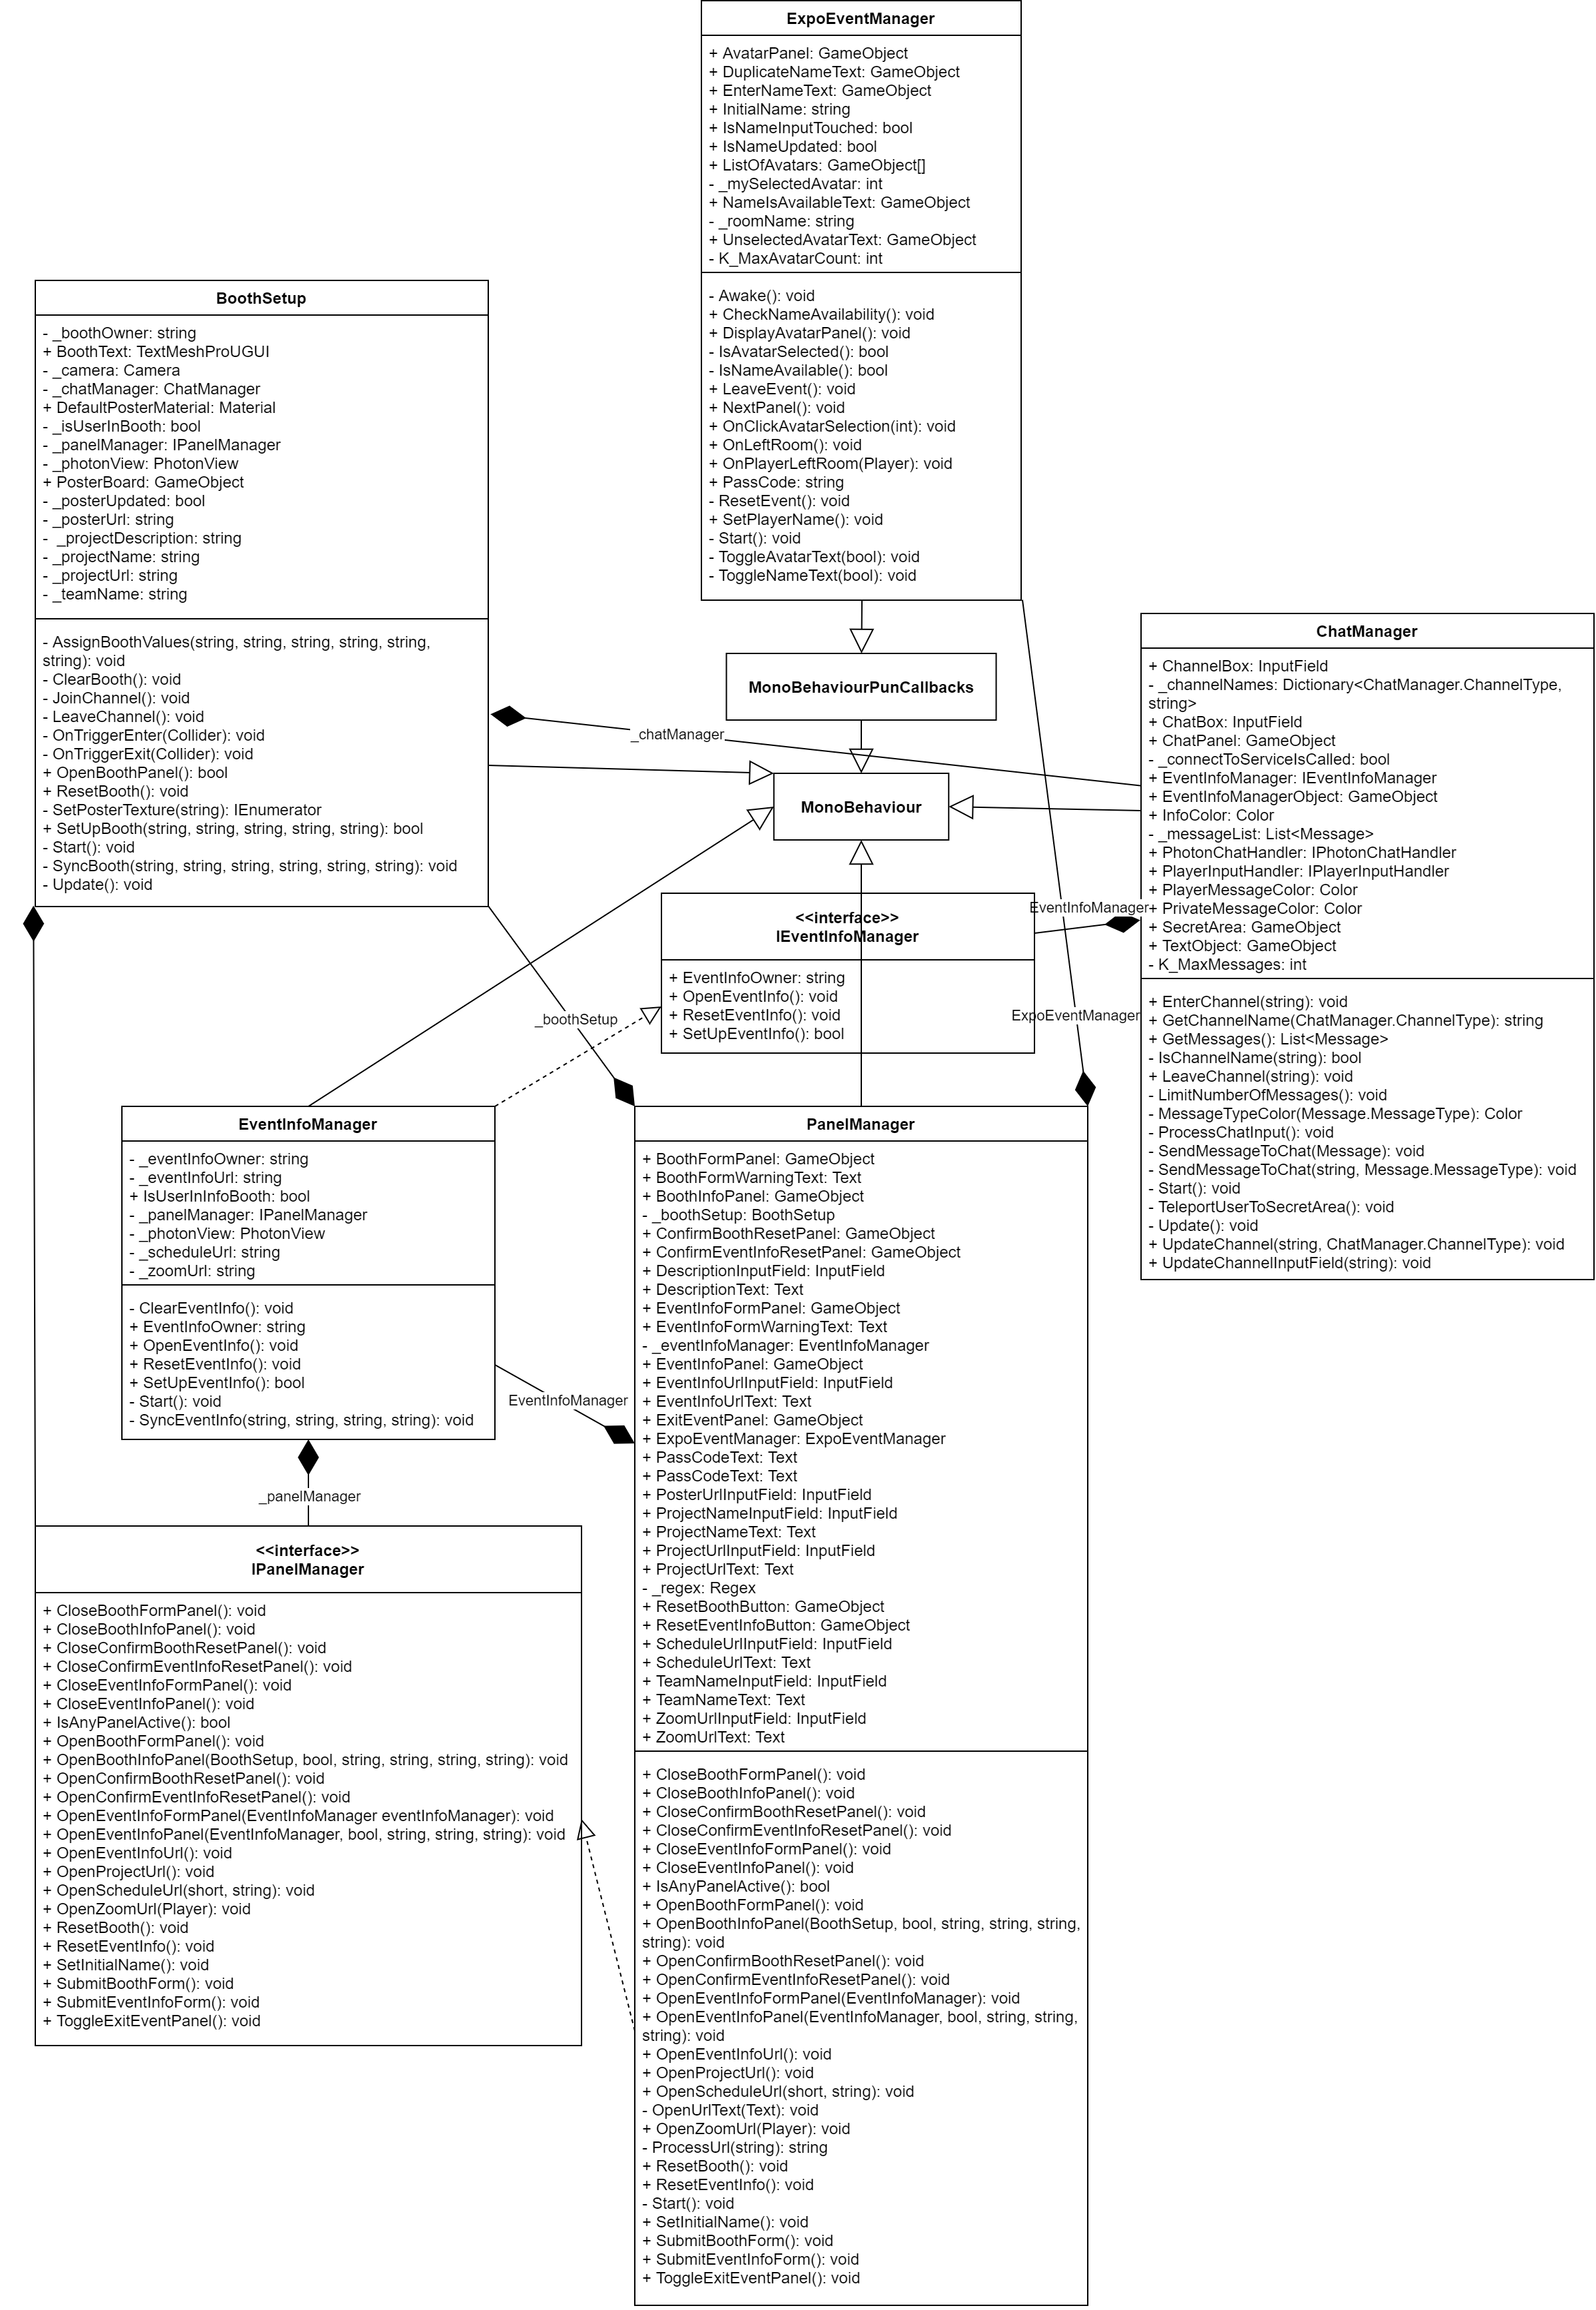 ExpoEventManager
+ AvatarPanel: GameObject
+ DuplicateNameText: GameObject
+ EnterNameText: GameObject
+ InitialName: string
+ IsNameInputTouched: bool
+ IsNameUpdated: bool
+ ListOfAvatars: GameObject[]
- _mySelectedAvatar: int
+ NameIsAvailableText: GameObject
- _roomName: string
+ UnselectedAvatarText: GameObject
- K_MaxAvatarCount: int
- Awake(): void
+ CheckNameAvailability(): void
+ DisplayAvatarPanel(): void
- IsAvatarSelected(): bool
- IsNameAvailable(): bool
+ LeaveEvent(): void
+ NextPanel(): void
+ OnClickAvatarSelection(int): void
+ OnLeftRoom(): void
+ OnPlayerLeftRoom(Player): void
+ PassCode: string
- ResetEvent(): void
+ SetPlayerName(): void
- Start(): void
- ToggleAvatarText(bool): void
- ToggleNameText(bool): void
BoothSetup
- _boothOwner: string
+ BoothText: TextMeshProUGUI
- _camera: Camera
- _chatManager: ChatManager
+ DefaultPosterMaterial: Material
- _isUserInBooth: bool
- _panelManager: IPanelManager
- _photonView: PhotonView
+ PosterBoard: GameObject
- _posterUpdated: bool
- _posterUrl: string
- _projectDescription: string
- _projectName: string
- _projectUrl: string
- _teamName: string
- AssignBoothValues(string, string, string, string, string,
string): void
- ClearBooth(): void
- JoinChannel(): void
- LeaveChannel(): void
- OnTriggerEnter(Collider): void
- OnTriggerExit(Collider): void
+ OpenBoothPanel(): bool
+ ResetBooth(): void
- SetPosterTexture(string): IEnumerator
+ SetUpBooth(string, string, string, string, string): bool
- Start(): void
- SyncBooth(string, string, string, string, string, string): void
- Update(): void
MonoBehaviourPunCallbacks
_chatManager
MonoBehaviour
ChatManager
+ ChannelBox: InputField
- _channelNames: Dictionary<ChatManager.ChannelType,
string>
+ ChatBox: InputField
+ ChatPanel: GameObject
- _connectToServiceIsCalled: bool
+ EventInfoManager: IEventInfoManager
+ EventInfoManagerObject: GameObject
+ InfoColor: Color
- _messageList: List<Message>
+ PhotonChatHandler: IPhotonChatHandler
+ PlayerInputHandler: IPlayerInputHandler
+ PlayerMessageColor: Color
+ PrivateMessageColor: Color
+ SecretArea: GameObject
+ TextObject: GameObject
- K_MaxMessages: int
+ EnterChannel(string): void
+ GetChannelName(ChatManager.ChannelType): string
+ GetMessages(): List<Message>
- IsChannelName(string): bool
+ LeaveChannel(string): void
- LimitNumberOfMessages(): void
- MessageTypeColor(Message.MessageType): Color
- ProcessChatInput(): void
- SendMessageToChat(Message): void
- SendMessageToChat(string, Message.MessageType): void
- Start(): void
- TeleportUserToSecretArea(): void
- Update(): void
+ UpdateChannel(string, ChatManager.ChannelType): void
+ UpdateChannelInputField(string): void
EventInfoManager
<<interface>>
IEventInfoManager
+ EventInfoOwner: string
+ OpenEventInfo(): void
+ ResetEventInfo(): void
+ SetUpEventInfo(): bool
_boothSetup
ExpoEventManager
EventInfoManager
- _eventInfoOwner: string
- _eventInfoUrl: string
+ IsUserInInfoBooth: bool
- _panelManager: IPanelManager
- _photonView: PhotonView
- _scheduleUrl: string
- _zoomUrl: string
- ClearEventInfo(): void
+ EventInfoOwner: string
+ OpenEventInfo(): void
+ ResetEventInfo(): void
+ SetUpEventInfo(): bool
- Start(): void
- SyncEventInfo(string, string, string, string): void
EventInfoManager
_panelManager
<<interface>>
IPanelManager
+ CloseBoothFormPanel(): void
+ CloseBoothInfoPanel(): void
+ CloseConfirmBoothResetPanel(): void
+ CloseConfirmEventInfoResetPanel(): void
+ CloseEventInfoFormPanel(): void
+ CloseEventInfoPanel(): void
+ IsAnyPanelActive(): bool
+ OpenBoothFormPanel(): void
+ OpenBoothInfoPanel(BoothSetup, bool, string, string, string, string): void
+ OpenConfirmBoothResetPanel(): void
+ OpenConfirmEventInfoResetPanel(): void
+ OpenEventInfoFormPanel(EventInfoManager eventInfoManager): void
+ OpenEventInfoPanel(EventInfoManager, bool, string, string, string): void
+ OpenEventInfoUrl(): void
+ OpenProjectUrl(): void
+ OpenScheduleUrl(short, string): void
+ OpenZoomUrl(Player): void
+ ResetBooth(): void
+ ResetEventInfo(): void
+ SetInitialName(): void
+ SubmitBoothForm(): void
+ SubmitEventInfoForm(): void
+ ToggleExitEventPanel(): void
PanelManager
+ BoothFormPanel: GameObject
+ BoothFormWarningText: Text
+ BoothInfoPanel: GameObject
- _boothSetup: BoothSetup
+ ConfirmBoothResetPanel: GameObject
+ ConfirmEventInfoResetPanel: GameObject
+ DescriptionInputField: InputField
+ DescriptionText: Text
+ EventInfoFormPanel: GameObject
+ EventInfoFormWarningText: Text
- _eventInfoManager: EventInfoManager
+ EventInfoPanel: GameObject
+ EventInfoUrlInputField: InputField
+ EventInfoUrlText: Text
+ ExitEventPanel: GameObject
+ ExpoEventManager: ExpoEventManager
+ PassCodeText: Text
+ PassCodeText: Text
+ PosterUrlInputField: InputField
+ ProjectNameInputField: InputField
+ ProjectNameText: Text
+ ProjectUrlInputField: InputField
+ ProjectUrlText: Text
- _regex: Regex
+ ResetBoothButton: GameObject
+ ResetEventInfoButton: GameObject
+ ScheduleUrlInputField: InputField
+ ScheduleUrlText: Text
+ TeamNameInputField: InputField
+ TeamNameText: Text
+ ZoomUrlInputField: InputField
+ ZoomUrlText: Text
+ CloseBoothFormPanel(): void
+ CloseBoothInfoPanel(): void
+ CloseConfirmBoothResetPanel(): void
+ CloseConfirmEventInfoResetPanel(): void
+ CloseEventInfoFormPanel(): void
+ CloseEventInfoPanel(): void
+ IsAnyPanelActive(): bool
+ OpenBoothFormPanel(): void
+ OpenBoothInfoPanel(BoothSetup, bool, string, string, string,
string): void
+ OpenConfirmBoothResetPanel(): void
+ OpenConfirmEventInfoResetPanel(): void
+ OpenEventInfoFormPanel(EventInfoManager): void
+ OpenEventInfoPanel(EventInfoManager, bool, string, string,
string): void
+ OpenEventInfoUrl(): void
+ OpenProjectUrl(): void
+ OpenScheduleUrl(short, string): void
- OpenUrlText(Text): void
+ OpenZoomUrl(Player): void
- ProcessUrl(string): string
+ ResetBooth(): void
+ ResetEventInfo(): void
- Start(): void
+ SetInitialName(): void
+ SubmitBoothForm(): void
+ SubmitEventInfoForm(): void
+ ToggleExitEventPanel(): void